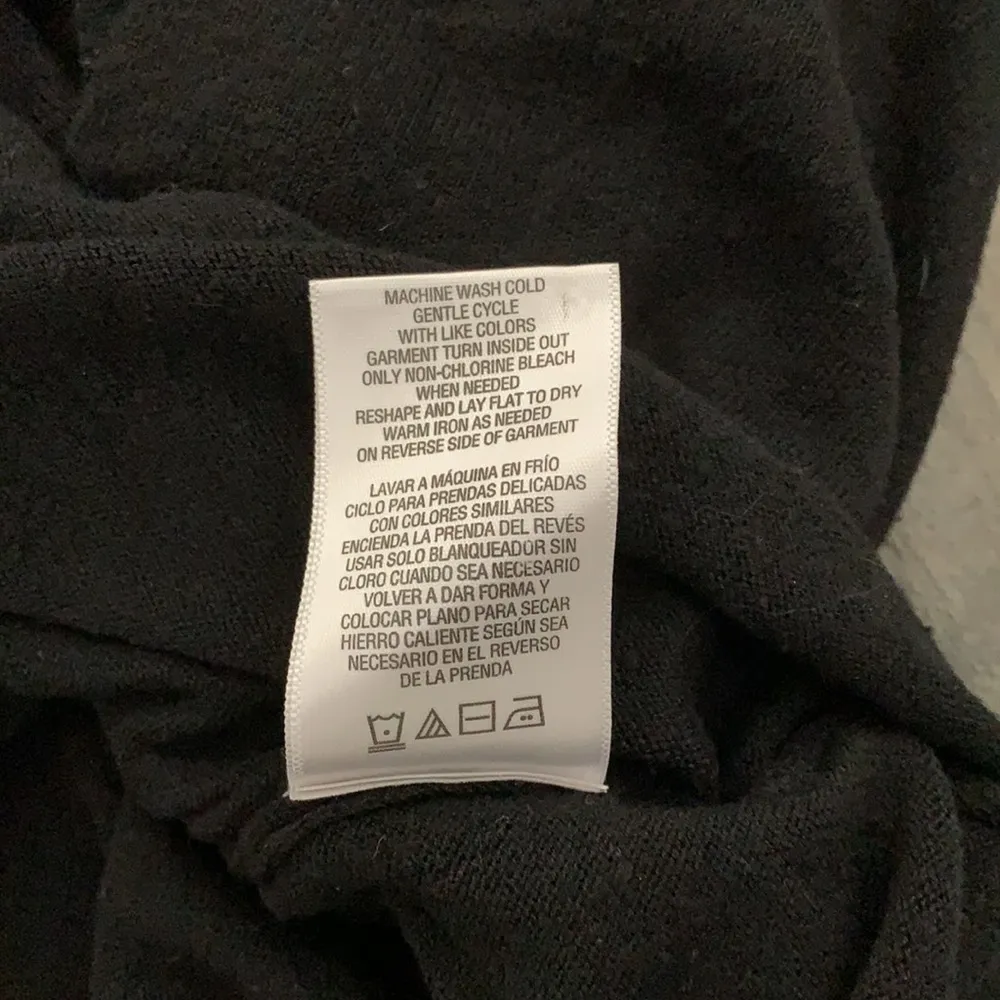 MACHINE WASH COLD
GENTLE CYCLE
WITH LIKE COLORS
GARMENT TURN INSIDE OUT
ONLY NON-CHLORINE BLEACH
WHEN NEEDED
RESHAPE AND LAY FLAT TO DRY
WARM IRON AS NEEDED
ON REVERSE SIDE OF GARMENT
LAVAR A MÁQUINA EN FRÍO
CICLO PARA PRENDAS DELICADAS
CON COLORES SIMILARES
ENCIENDA LA PRENDA DEL REVÉS
USAR SOLO BLANQUEADOR SIN
CLORO CUANDO SEA NECESARIO
VOLVER A DAR FORMA Y
COLOCAR PLANO PARA SECAR
HIERRO CALIENTE SEGÚN SEA
NECESARIO EN EL REVERSO
DE LA PRENDA